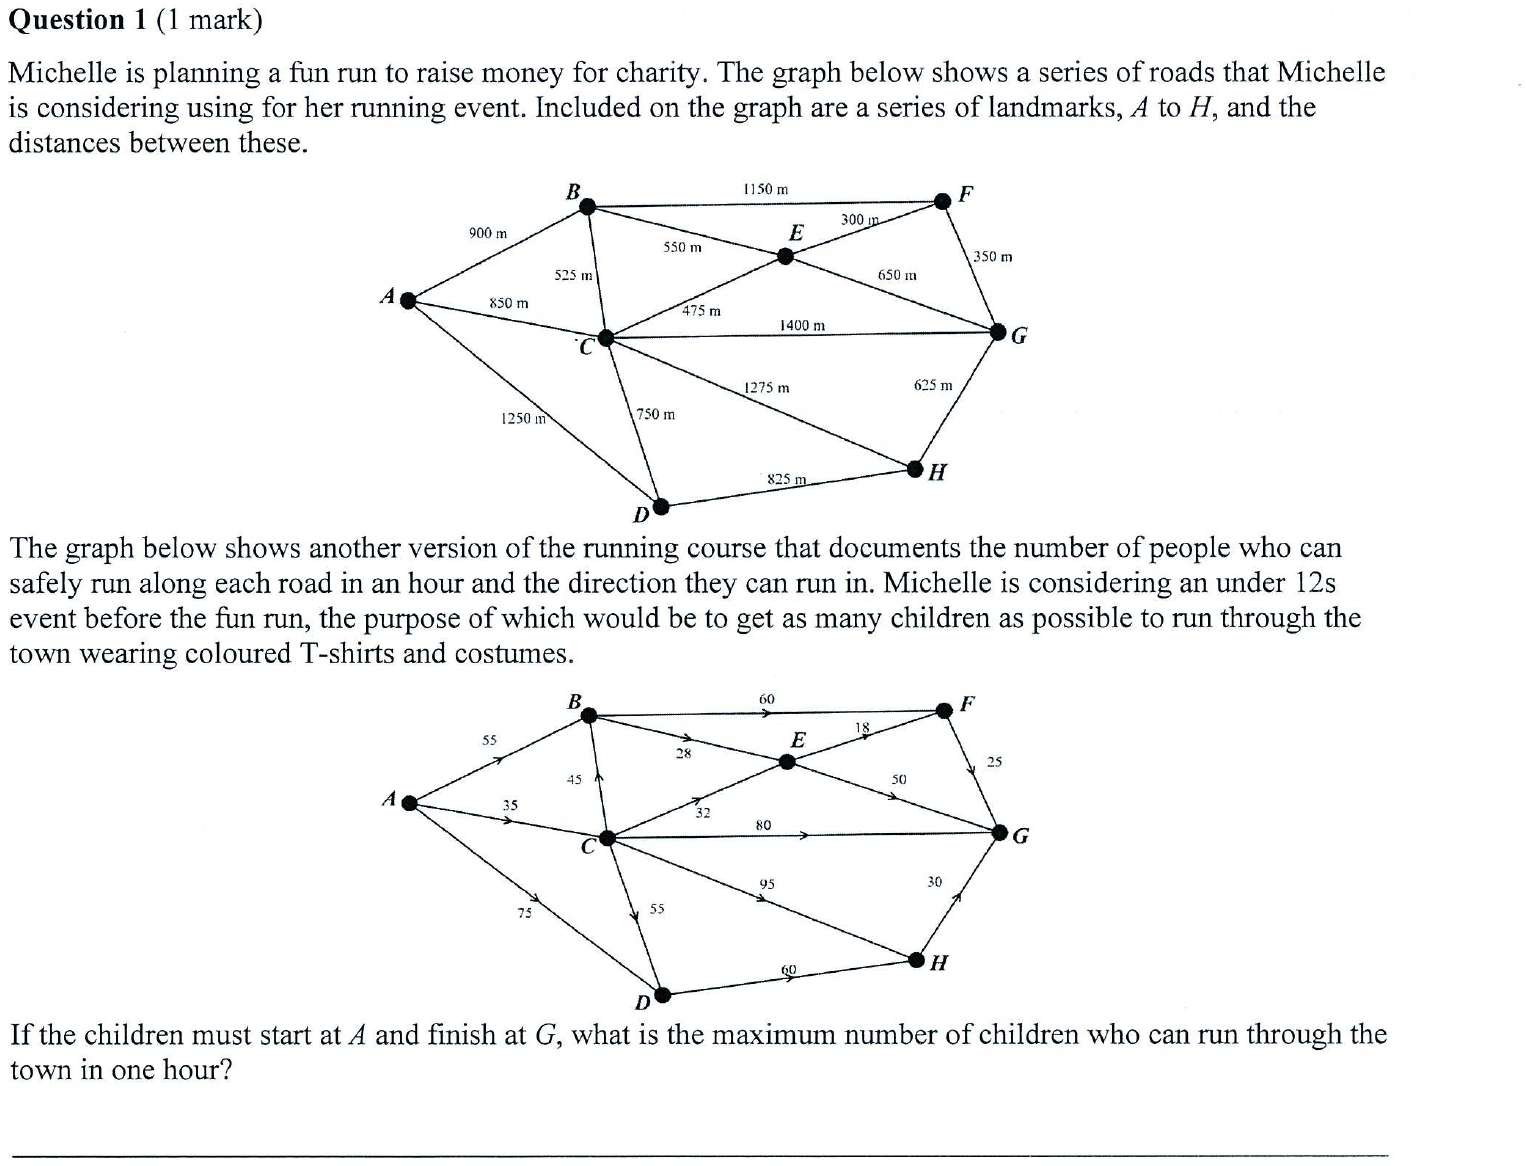 Question 1 (1 mark)
Michelle is planning a fun run to raise money for charity. The graph below shows a series of roads that Michelle
is considering using for her running event. Included on the graph are a series of landmarks, A to H, and the
distances between these.
B
1150 m
F
900 m
300 m
E
550 m
350 m
525 m
650 m
A
850 m
475 m
1400 m
C
G
1275 m
625 m
1250 m
750 m
825 m
H
D
The graph below shows another version of the running course that documents the number of people who can
safely run along each road in an hour and the direction they can run in. Michelle is considering an under 12s
event before the fun run, the purpose of which would be to get as many children as possible to run through the
town wearing coloured T-shirts and costumes.
B
60
F
55
18
E
28
25
45
50
A
35
32
80
C
G
95
30
75
55
60
H
D
If the children must start at A and finish at G, what is the maximum number of children who can run through the
town in one hour?